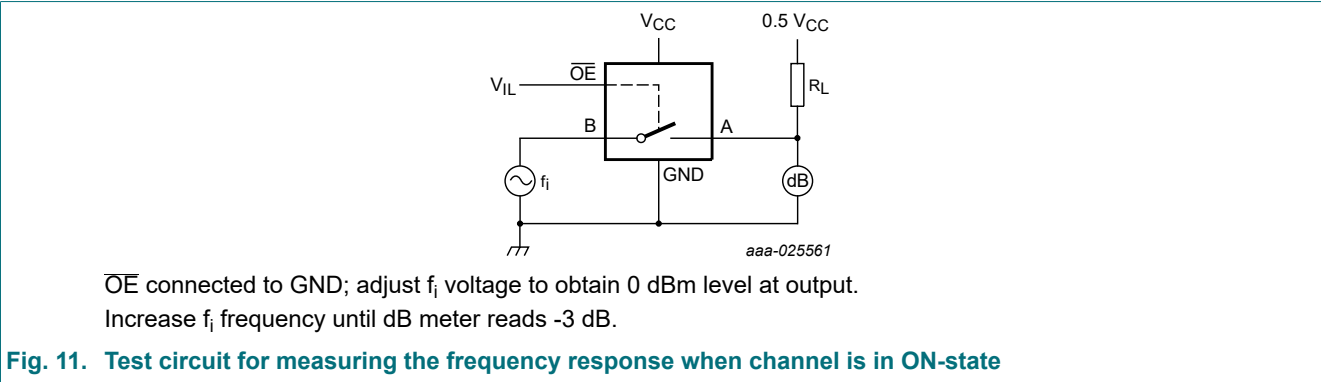 VCC
0.5 VCC
OE
VIL
RL
B
A
GND
fi
dB
aaa-025561
OE connected to GND; adjust fi voltage to obtain 0 dBm level at output.
Increase fi frequency until dB meter reads -3 dB.
Fig. 11. Test circuit for measuring the frequency response when channel is in ON-state